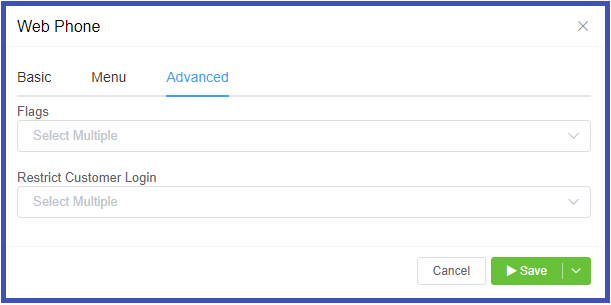 Web Phone
Basic Menu Advanced
Flags
Select Multiple
Restrict Customer Login
Select Multiple
Cancel Save